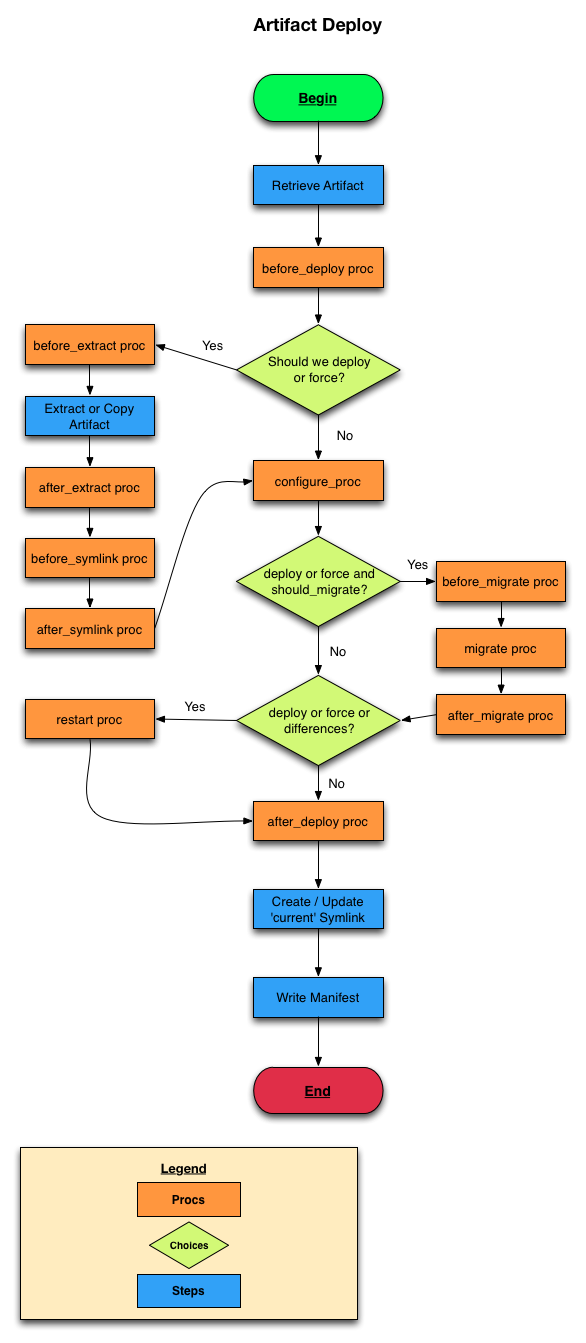 Artifact Deploy
Begin
Retrieve Artifact
before_deploy proc
before_extract proc
Yes
Should we deploy
or force?
Extract or Copy
Artifact
No
after_extract proc
configure_proc
before_symlink proc
deploy or force and
should_migrate?
Yes
before_migrate proc
after_symlink proc
No
migrate proc
restart proc
Yes
deploy or force or
differences?
after_migrate proc
No
after_deploy proc
Create / Update
'current' Symlink
Write Manifest
End
Legend
Procs
Choices
Steps